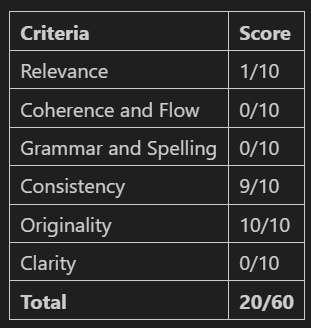 Criteria Score
Relevance 1/10
Coherence and Flow 0/10
Grammar and Spelling 0/10
Consistency 9/10
Originality 10/10
Clarity 0/10
Total 20/60